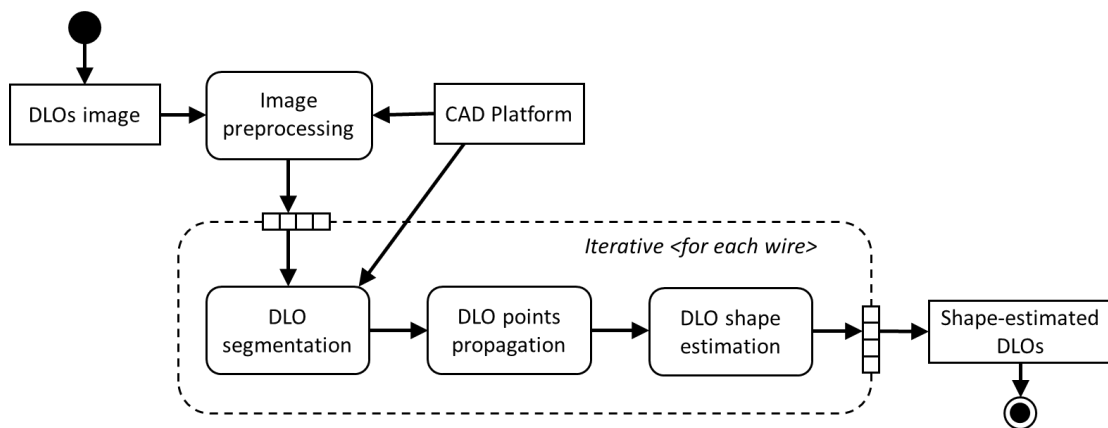 DLOs image
Image
preprocessing
CAD Platform
Iterative <for each wire>
DLO
segmentation
DLO points
propagation
DLO shape
estimation
Shape-estimated
DLOs